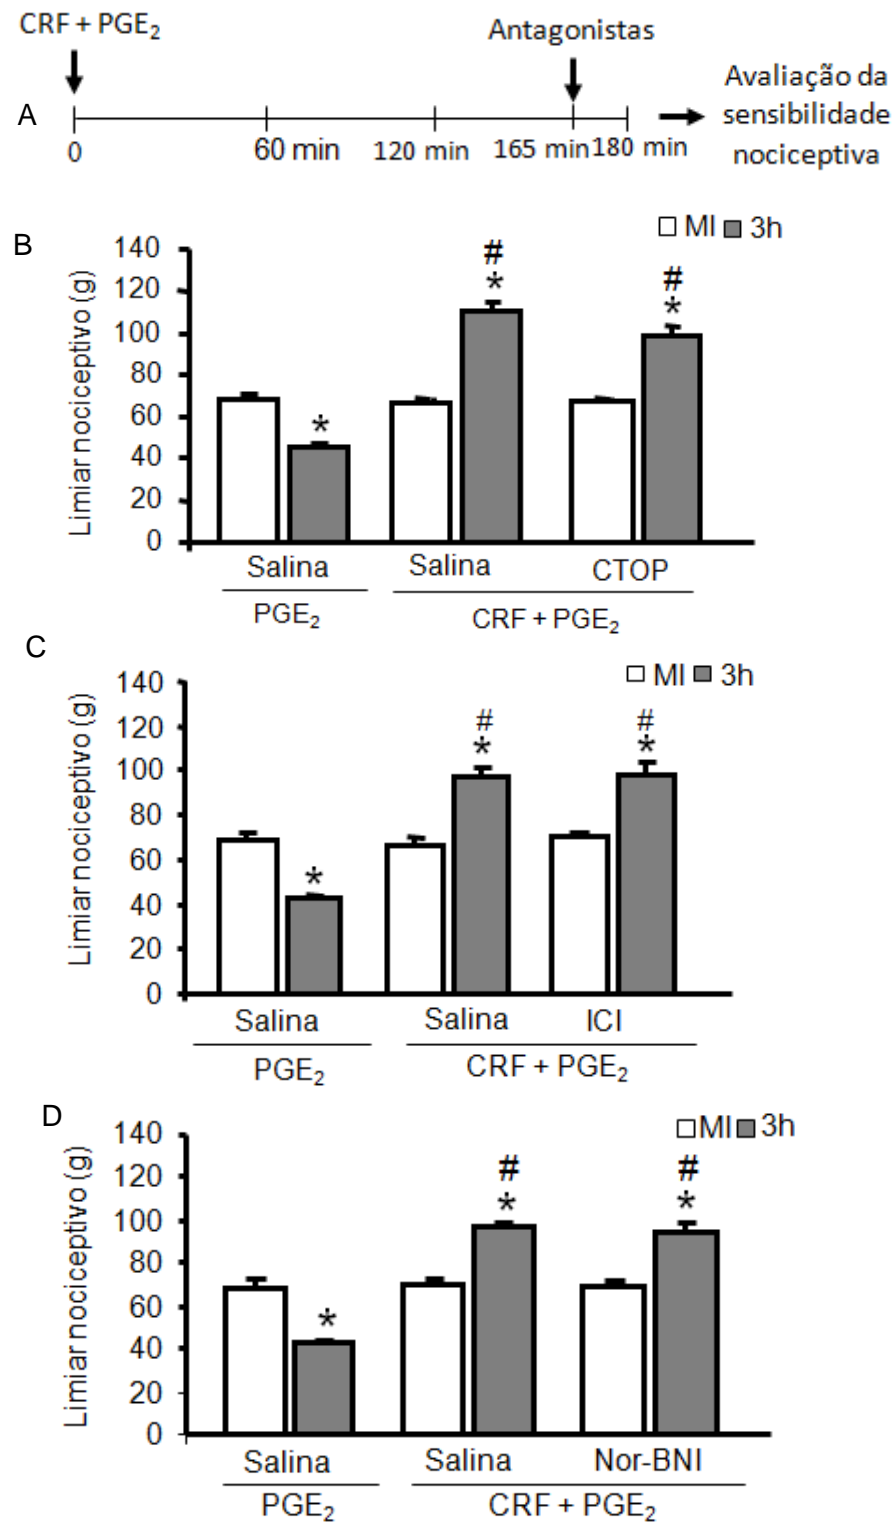 CRF + PGE₂
Antagonistas
A
0
60 min
120 min
165 min
180 min
Avaliação da
sensibilidade
nociceptiva
B
MI
3h
Limiar nociceptivo (g)
140
120
100
80
60
40
20
0
#
*
#
*
*
Salina
Salina
CTOP
PGE₂
CRF + PGE₂
C
MI
3h
Limiar nociceptivo (g)
140
120
100
80
60
40
20
0
#
*
#
*
*
Salina
Salina
ICI
PGE₂
CRF + PGE₂
D
MI
3h
Limiar nociceptivo (g)
140
120
100
80
60
40
20
0
#
*
#
*
*
Salina
Salina
Nor-BNI
PGE₂
CRF + PGE₂